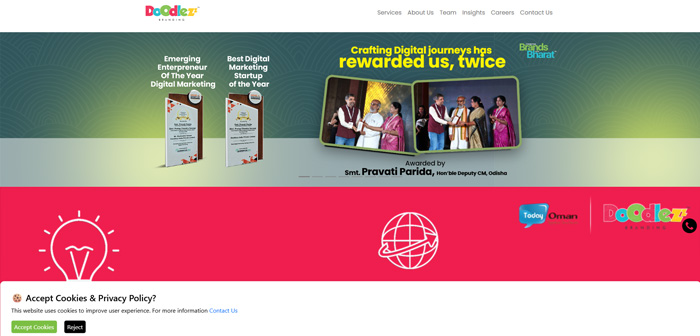 Doodlez
BRANDING
Services About Us Team Insights Careers Contact Us
Emerging
Enterpreneur
Of The Year
Digital Marketing
Best Digital
Marketing
Startup
of the Year
Crafting Digital journeys has
rewarded us, twice
Brands
Bharat
Awarded by
Smt. Pravati Parida, Hon'ble Deputy CM, Odisha
Today Oman
Doodlez
BRANDING
Accept Cookies & Privacy Policy?
This website uses cookies to improve user experience. For more information Contact Us
Accept Cookies Reject